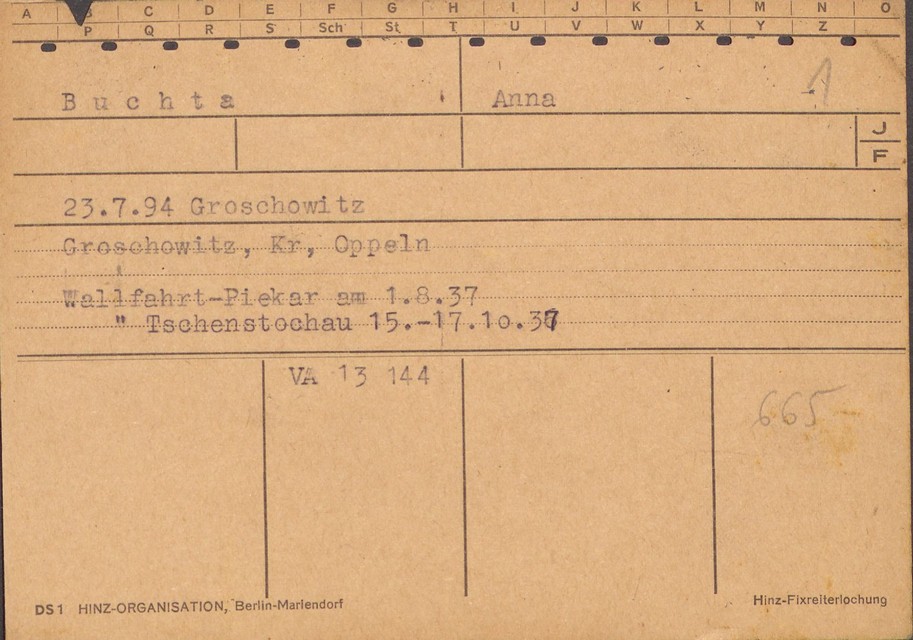 A B C D E F G H I J K L M N O
P Q R S Sch St T U V W X Y Z
Buchta Anna 1
J
F
23.7.94 Groschowitz
Groschowitz, Kr, Oppeln
Wallfahrt-Piekar am 1.8.37
" Tschenstochau 15.-17.10.37
VA 13 144
665
DS1 HINZ-ORGANISATION, Berlin-Mariendorf Hinz-Fixreiterlochung